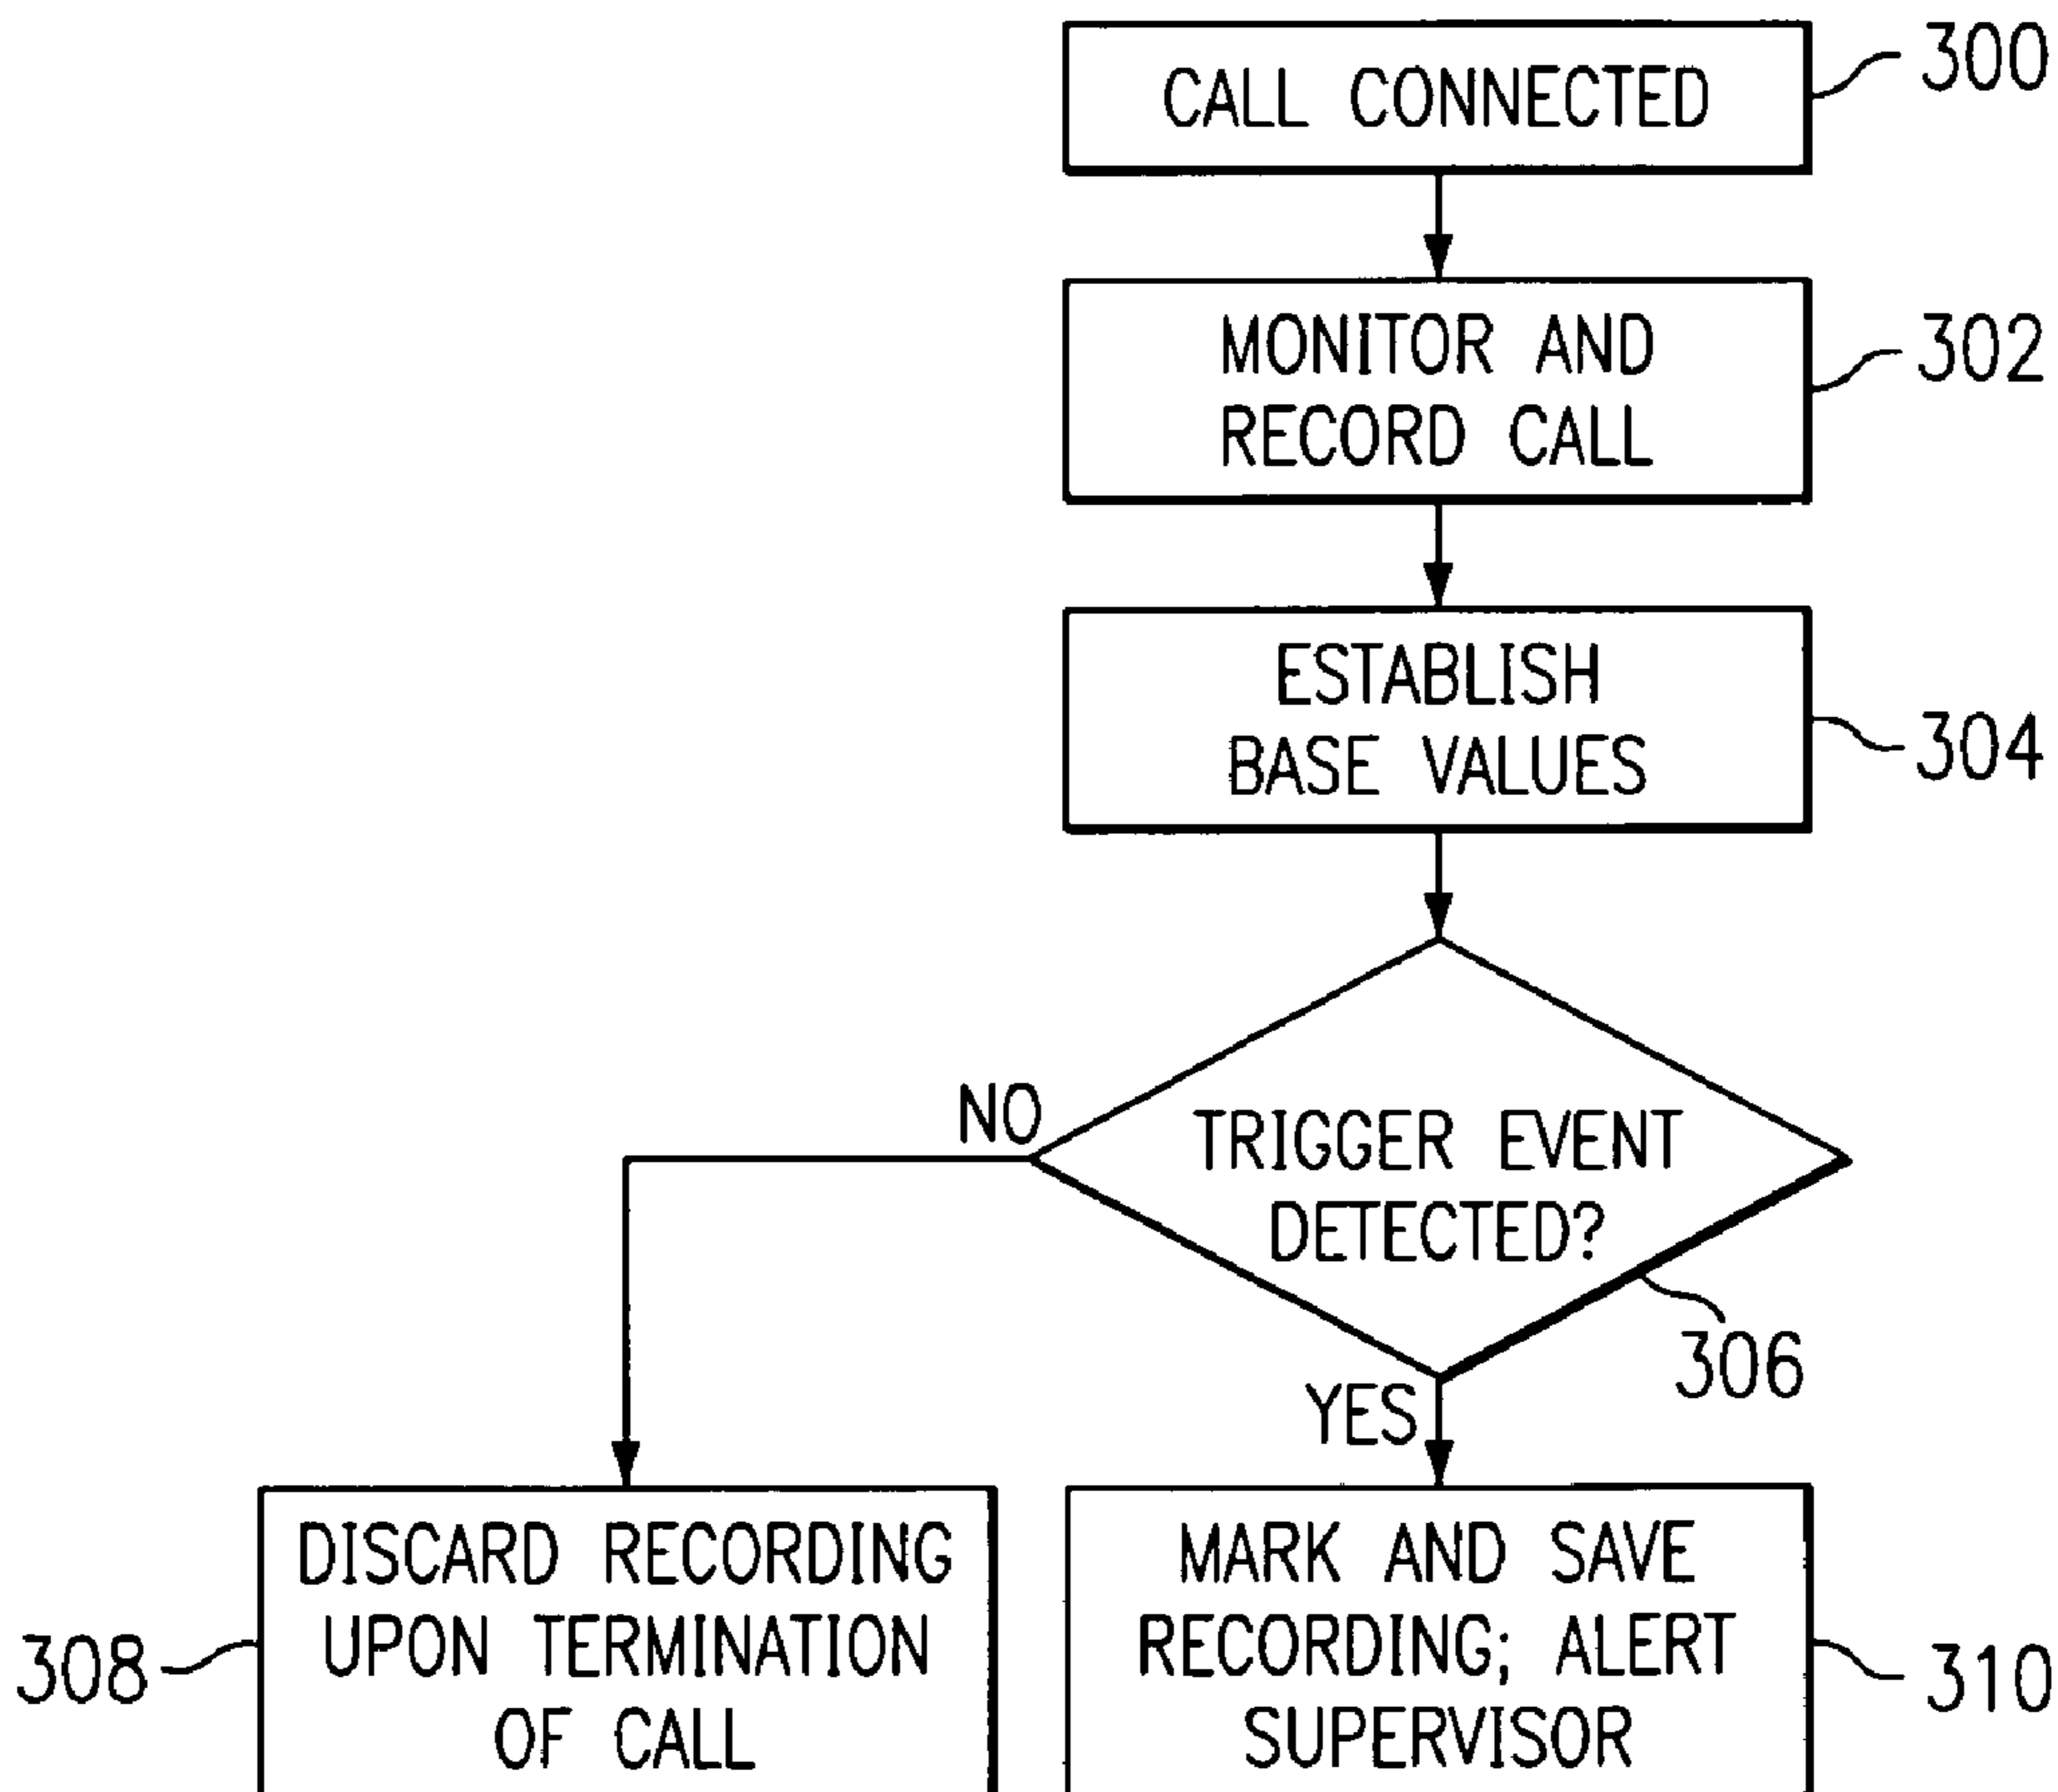 CALL CONNECTED
300
MONITOR AND
RECORD CALL
302
ESTABLISH
BASE VALUES
304
TRIGGER EVENT
DETECTED?
306
NO
YES
DISCARD RECORDING
UPON TERMINATION
OF CALL
308
MARK AND SAVE
RECORDING; ALERT
SUPERVISOR
310